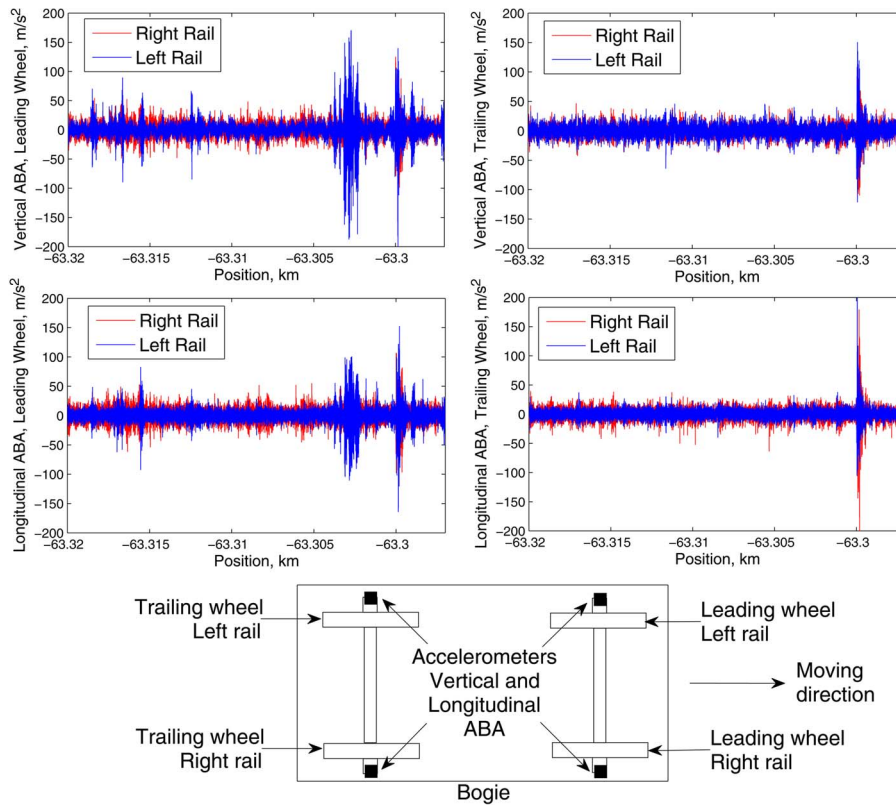 Vertical ABA, Leading Wheel, m/s²
200
150
100
50
0
−50
−100
−150
−200
Right Rail
Left Rail
−63.32
−63.315
−63.31
−63.305
−63.3
Position, km
Vertical ABA, Trailing Wheel, m/s²
200
150
100
50
0
−50
−100
−150
−200
Right Rail
Left Rail
−63.32
−63.315
−63.31
−63.305
−63.3
Position, km
Longitudinal ABA, Leading Wheel, m/s²
200
150
100
50
0
−50
−100
−150
−200
Right Rail
Left Rail
−63.32
−63.315
−63.31
−63.305
−63.3
Position, km
Longitudinal ABA, Trailing Wheel, m/s²
200
150
100
50
0
−50
−100
−150
−200
Right Rail
Left Rail
−63.32
−63.315
−63.31
−63.305
−63.3
Position, km
Trailing wheel
Left rail
Leading wheel
Left rail
Accelerometers
Vertical and
Longitudinal
ABA
Moving
direction
Trailing wheel
Right rail
Leading wheel
Right rail
Bogie